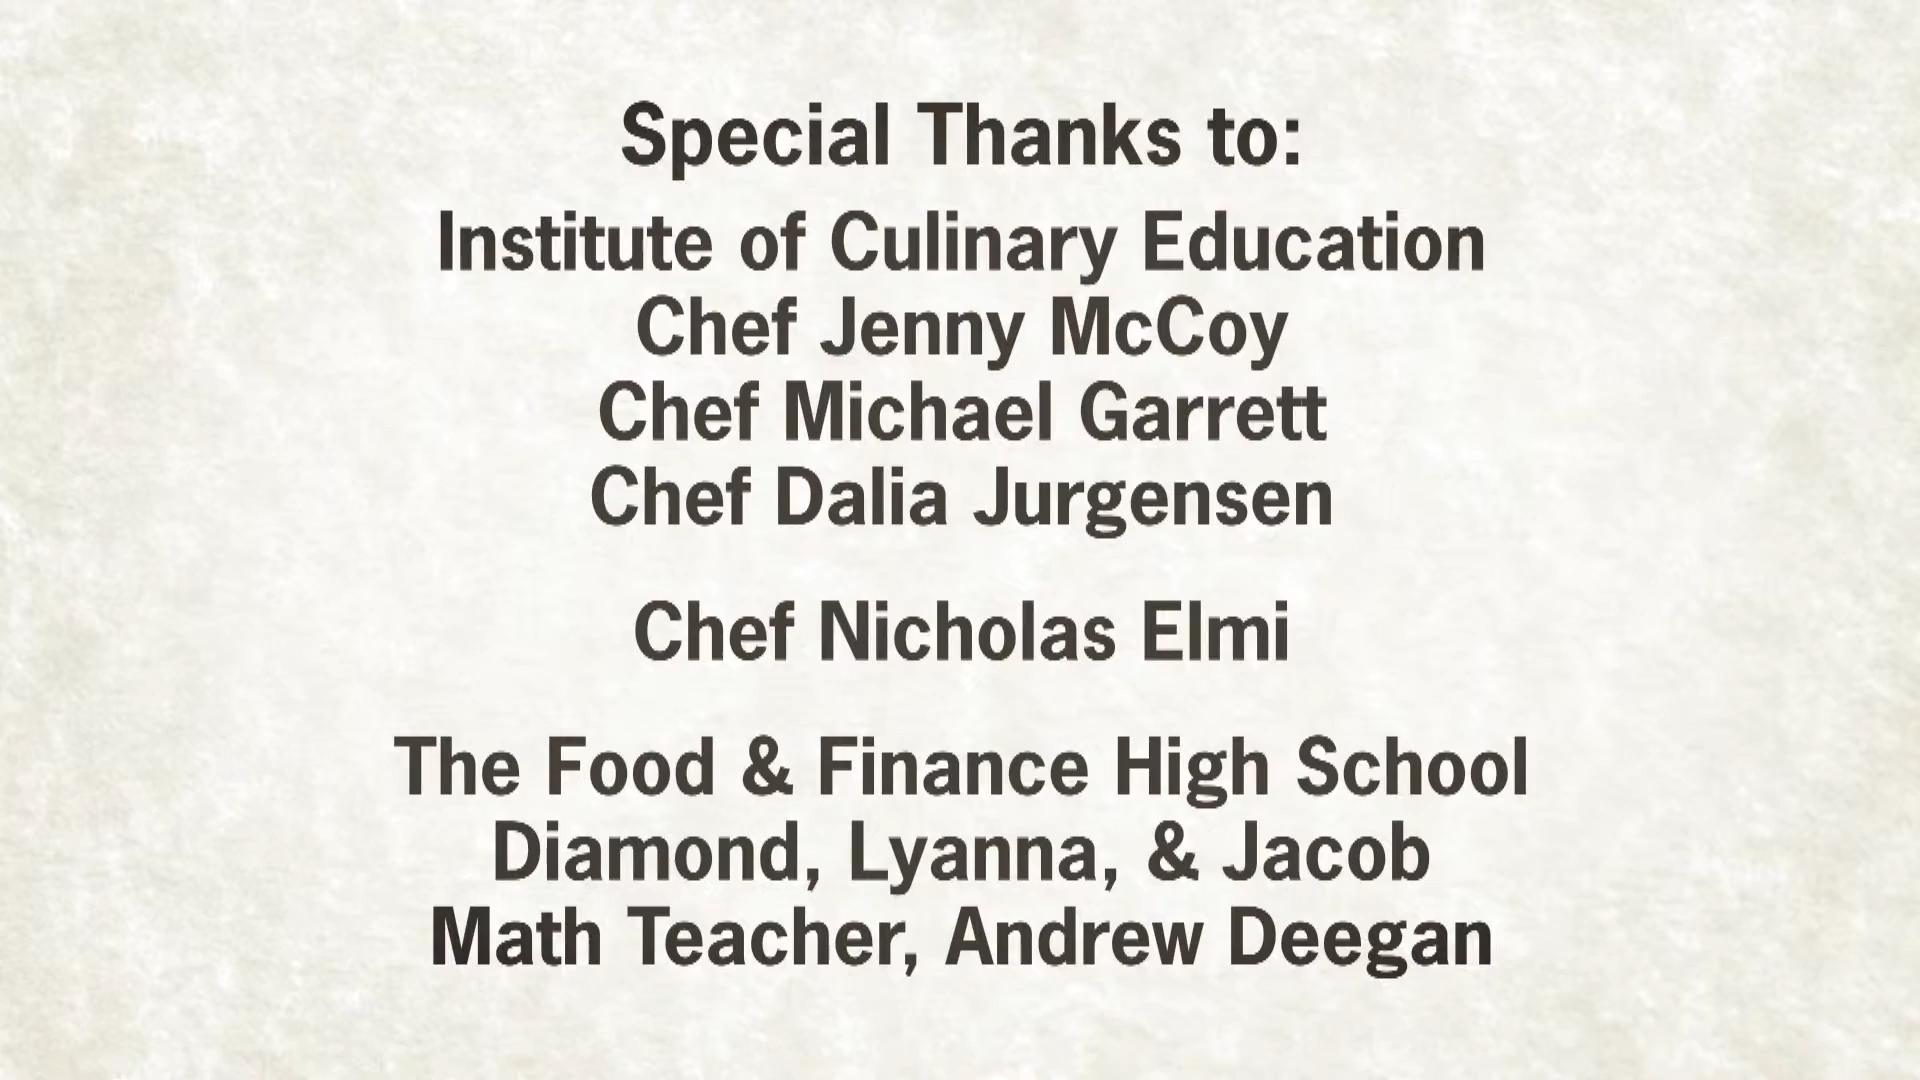 Special Thanks to:
Institute of Culinary Education
Chef Jenny McCoy
Chef Michael Garrett
Chef Dalia Jurgensen
Chef Nicholas Elmi
The Food & Finance High School
Diamond, Lyanna, & Jacob
Math Teacher, Andrew Deegan